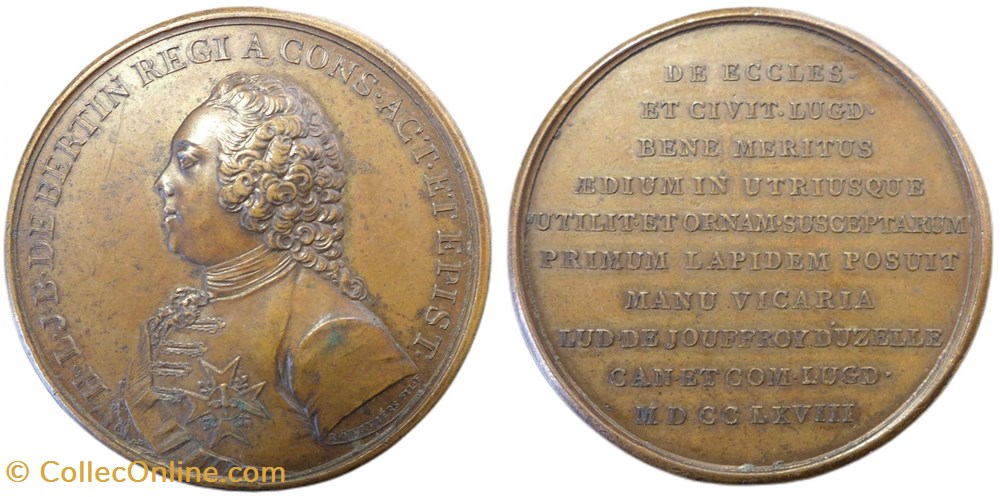 H·L·J·B·DE BERTIN REGI A CONS·ACT·ET EPIST·
DE ECCLES·
ET CIVIT·LUGD·
BENE MERITUS
ÆDIUM IN UTRIUSQUE
UTILIT·ET ORNAM·SUSCEPTARUM
PRIMUM LAPIDEM POSUIT
MANU VICARIA
LUD·DE JOUFFROY D'UZELLE
CAN·ET COM·LUGD·
M D CC LXVIII
© CollecOnline.com